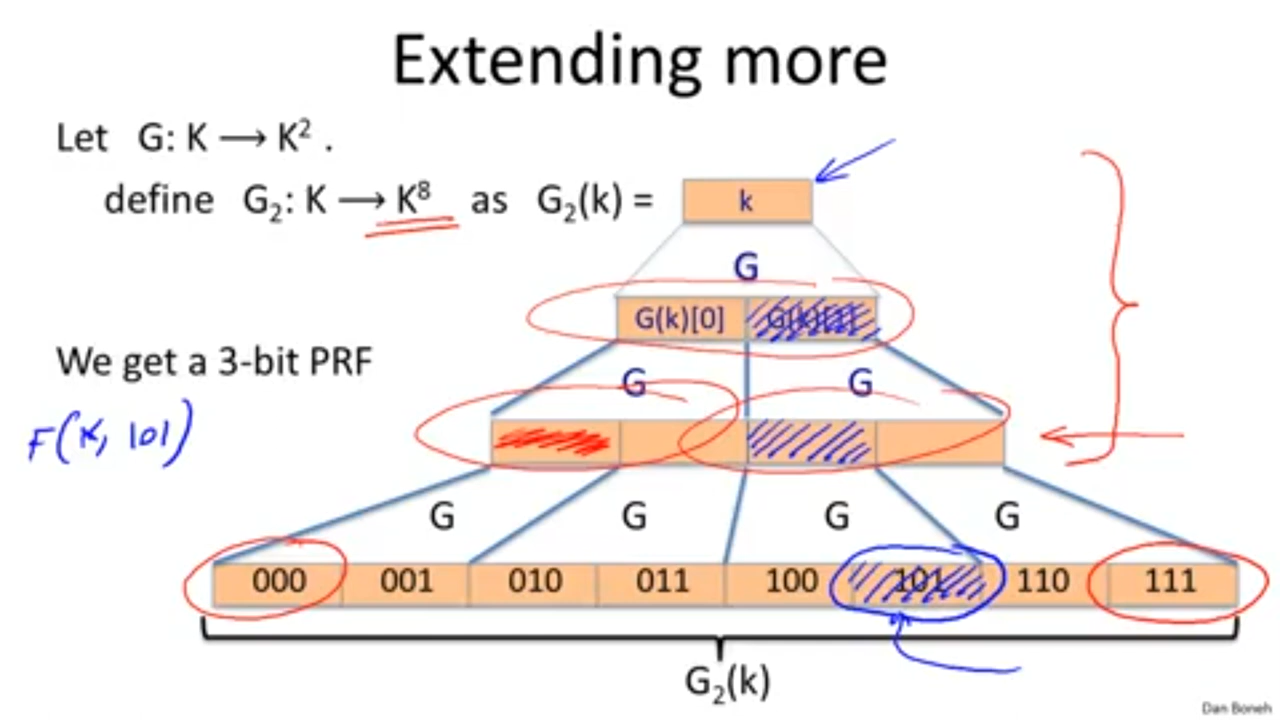 Extending more
Let G: K ⟶ K² .
define G₂: K ⟶ K⁸ as G₂(k) =
k
G
G(k)[0] G(k)[1]
We get a 3-bit PRF
F(k, 101)
G G
G G G G
000 001 010 011 100 101 110 111
G₂(k)
Dan Boneh